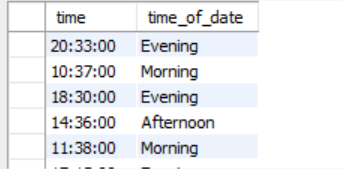 time time_of_date
20:33:00 Evening
10:37:00 Morning
18:30:00 Evening
14:36:00 Afternoon
11:38:00 Morning